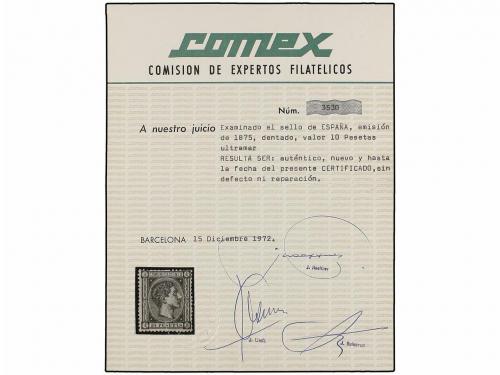 comex
COMISION DE EXPERTOS FILATELICOS
Núm. 3530
A nuestro juicio Examinado el sello de ESPAÑA, emisión
de 1875, dentado, valor 10 Pesetas
ultramar
RESULTA SER: auténtico, nuevo y hasta
la fecha del presente CERTIFICADO,sin
defecto ni reparación.
BARCELONA 15 Diciembre 1972.